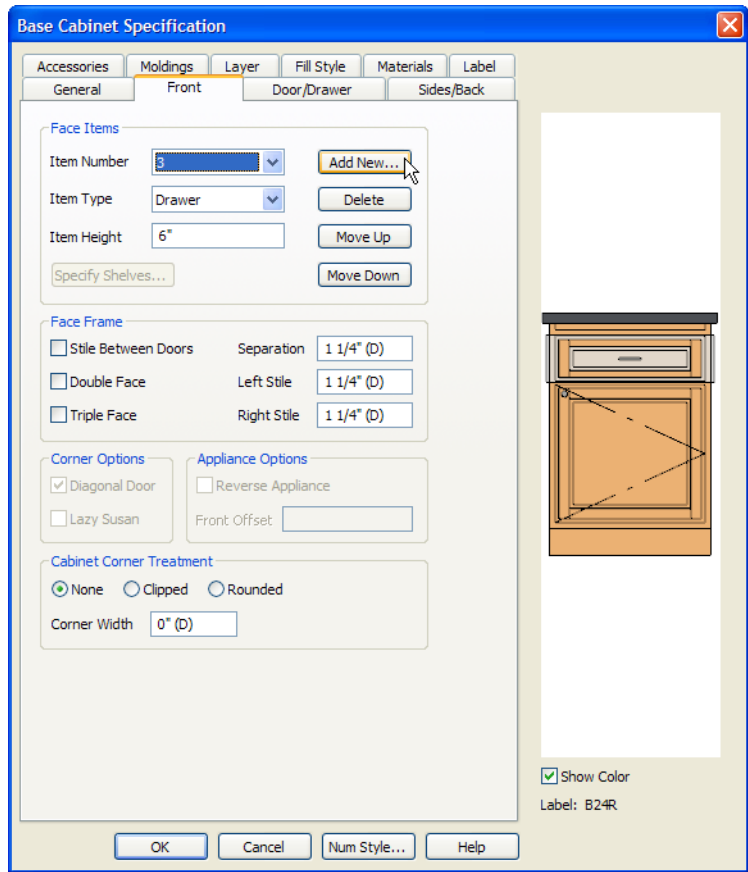 Base Cabinet Specification
Accessories Moldings Layer Fill Style Materials Label
General Front Door/Drawer Sides/Back
Face Items
Item Number 3 Add New...
Item Type Drawer Delete
Item Height 6" Move Up
Specify Shelves... Move Down
Face Frame
Stile Between Doors Separation 1 1/4" (D)
Double Face Left Stile 1 1/4" (D)
Triple Face Right Stile 1 1/4" (D)
Corner Options Appliance Options
Diagonal Door Reverse Appliance
Lazy Susan Front Offset
Cabinet Corner Treatment
None Clipped Rounded
Corner Width 0" (D)
Show Color
Label: B24R
OK Cancel Num Style... Help